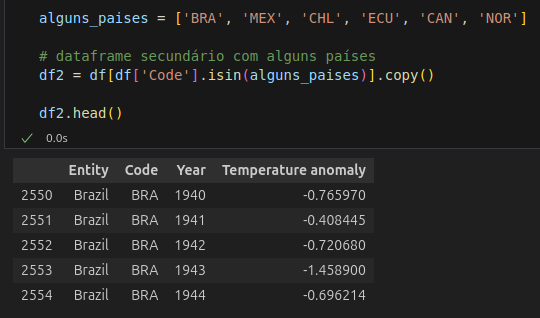 alguns_paises = ['BRA', 'MEX', 'CHL', 'ECU', 'CAN', 'NOR']
# dataframe secundário com alguns países
df2 = df[df['Code'].isin(alguns_paises)].copy()
df2.head()
✓ 0.0s
Entity Code Year Temperature anomaly
2550 Brazil BRA 1940 -0.765970
2551 Brazil BRA 1941 -0.408445
2552 Brazil BRA 1942 -0.720680
2553 Brazil BRA 1943 -1.458900
2554 Brazil BRA 1944 -0.696214